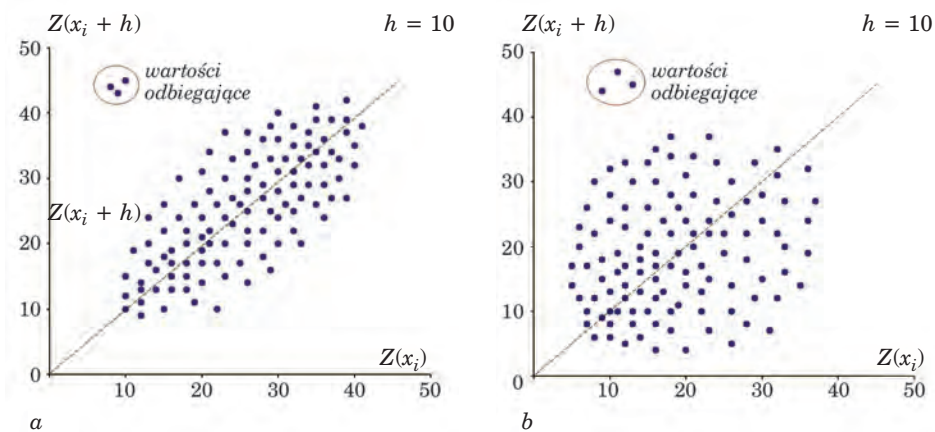 Z(xᵢ + h) h = 10
50
wartości
odbiegające
40
30
Z(xᵢ + h)
20
10
Z(xᵢ)
0
10 20 30 40 50
a
Z(xᵢ + h) h = 10
50
wartości
odbiegające
40
30
20
10
Z(xᵢ)
0
10 20 30 40 50
b